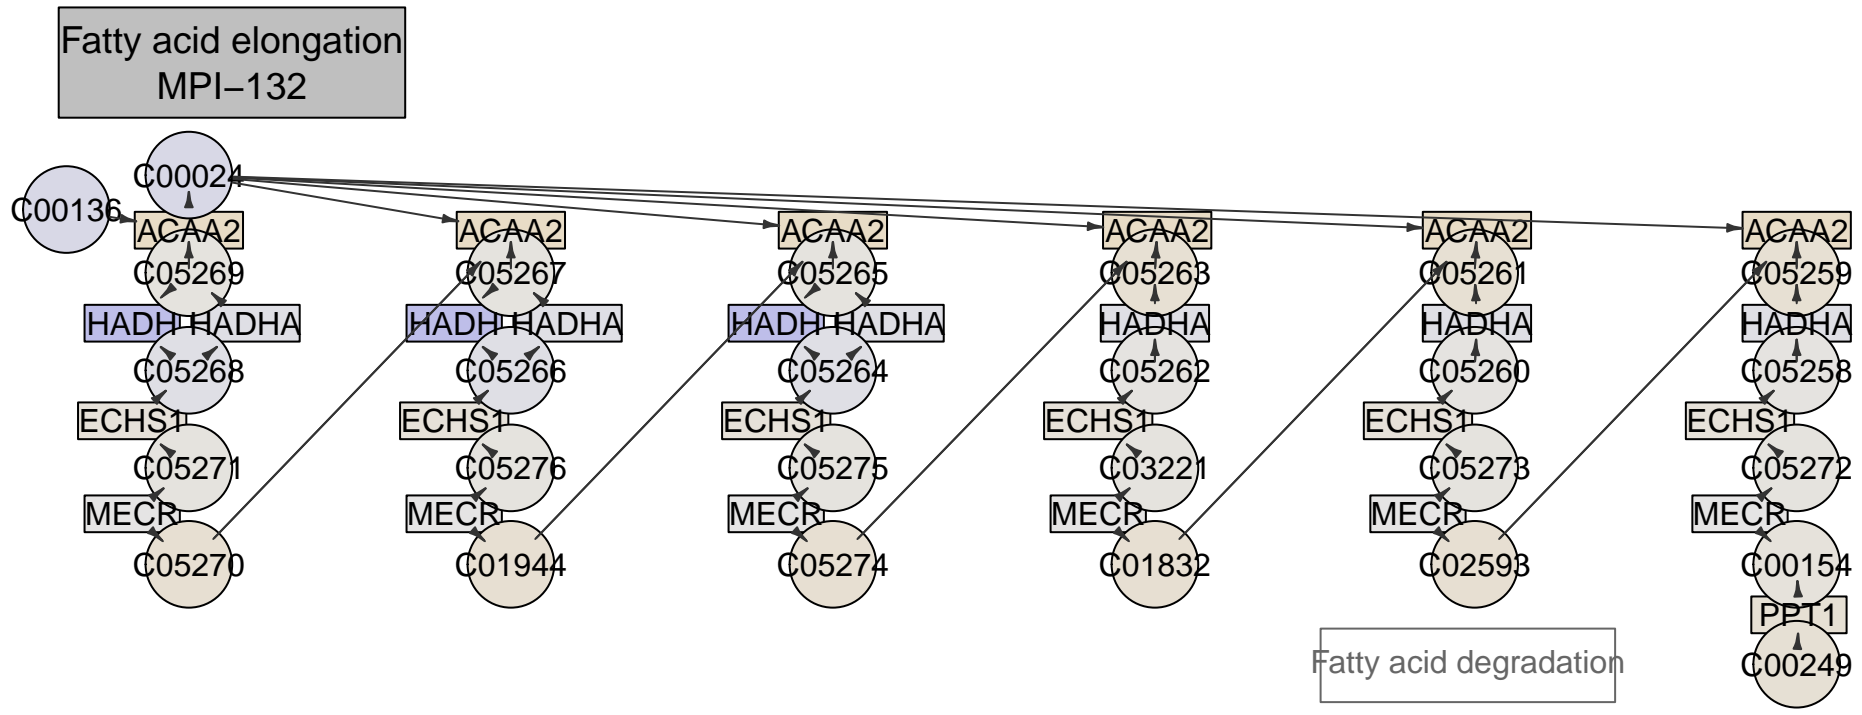 Fatty acid elongation
MPI−132
C00024
C00136
ACAA2 ACAA2 ACAA2 ACAA2 ACAA2 ACAA2
C05269 C05267 C05265 C05263 C05261 C05259
HADH HADHA HADH HADHA HADH HADHA HADHA HADHA HADHA
C05268 C05266 C05264 C05262 C05260 C05258
ECHS1 ECHS1 ECHS1 ECHS1 ECHS1 ECHS1
C05271 C05276 C05275 C03221 C05273 C05272
MECR MECR MECR MECR MECR MECR
C05270 C01944 C05274 C01832 C02593 C00154
PPT1
Fatty acid degradation C00249